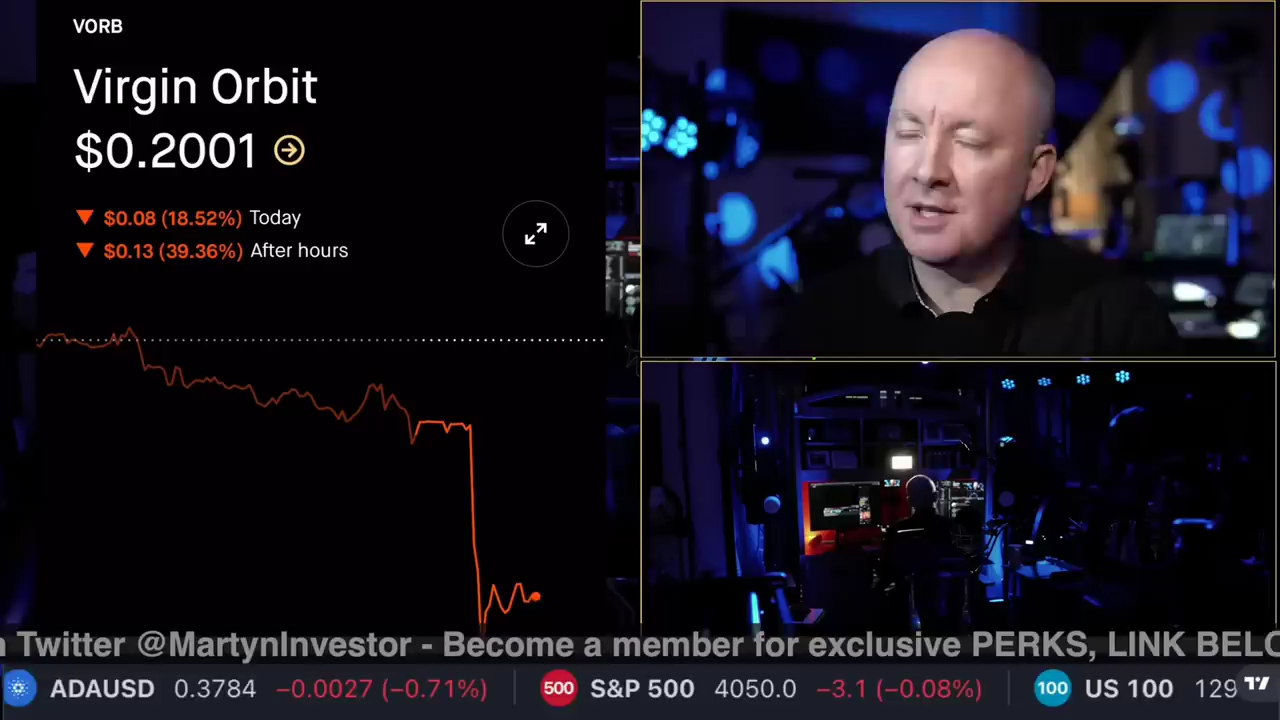 VORB
Virgin Orbit
$0.2001
$0.08 (18.52%) Today
$0.13 (39.36%) After hours
Twitter @MartynInvestor - Become a member for exclusive PERKS, LINK
ADAUSD 0.3784 −0.0027 (−0.71%) 500 S&P 500 4050.0 −3.1 (−0.08%) 100 US 100 129